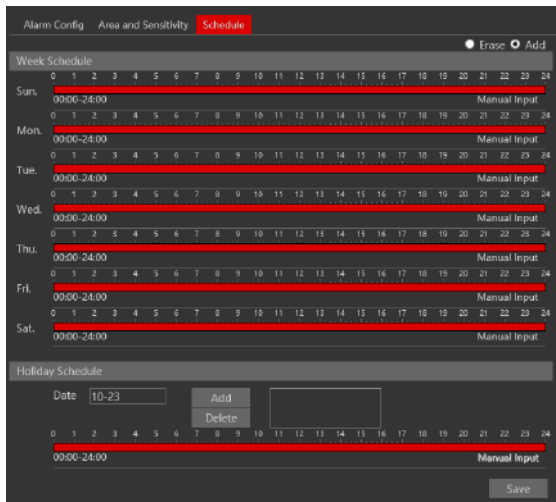 Alarm Config Area and Sensitivity Schedule
Erase Add
Week Schedule
0 1 2 3 4 5 6 7 8 9 10 11 12 13 14 15 16 17 18 19 20 21 22 23 24
Sun.
00:00-24:00 Manual Input
0 1 2 3 4 5 6 7 8 9 10 11 12 13 14 15 16 17 18 19 20 21 22 23 24
Mon.
00:00-24:00 Manual Input
0 1 2 3 4 5 6 7 8 9 10 11 12 13 14 15 16 17 18 19 20 21 22 23 24
Tue.
00:00-24:00 Manual Input
0 1 2 3 4 5 6 7 8 9 10 11 12 13 14 15 16 17 18 19 20 21 22 23 24
Wed.
00:00-24:00 Manual Input
0 1 2 3 4 5 6 7 8 9 10 11 12 13 14 15 16 17 18 19 20 21 22 23 24
Thu.
00:00-24:00 Manual Input
0 1 2 3 4 5 6 7 8 9 10 11 12 13 14 15 16 17 18 19 20 21 22 23 24
Fri.
00:00-24:00 Manual Input
0 1 2 3 4 5 6 7 8 9 10 11 12 13 14 15 16 17 18 19 20 21 22 23 24
Sat.
00:00-24:00 Manual Input
Holiday Schedule
Date 10-23 Add
Delete
0 1 2 3 4 5 6 7 8 9 10 11 12 13 14 15 16 17 18 19 20 21 22 23 24
00:00-24:00 Manual Input
Save